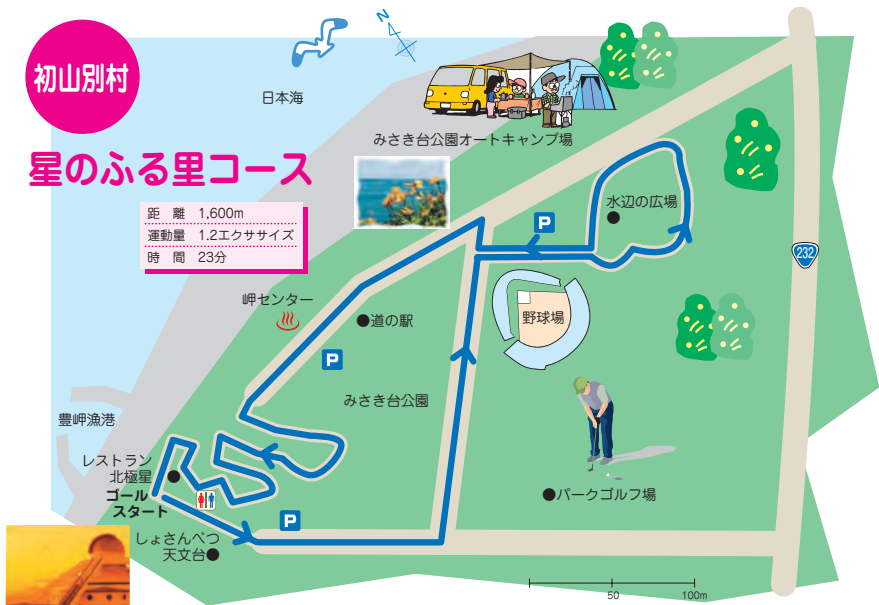 初山別村
星のふる里コース
距　離　1,600m
運動量　1.2エクササイズ
時　間　23分
N
日本海
みさき台公園オートキャンプ場
水辺の広場
P
232
岬センター
道の駅
野球場
P
みさき台公園
豊岬漁港
レストラン
北極星
ゴール
スタート
パークゴルフ場
P
しょさんべつ
天文台
50
100m